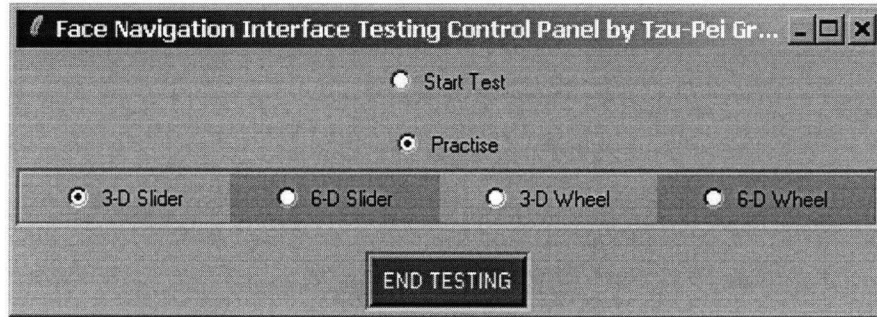 Face Navigation Interface Testing Control Panel by Tzu-Pei Gr...
Start Test
Practise
3-D Slider 6-D Slider 3-D Wheel 6-D Wheel
END TESTING